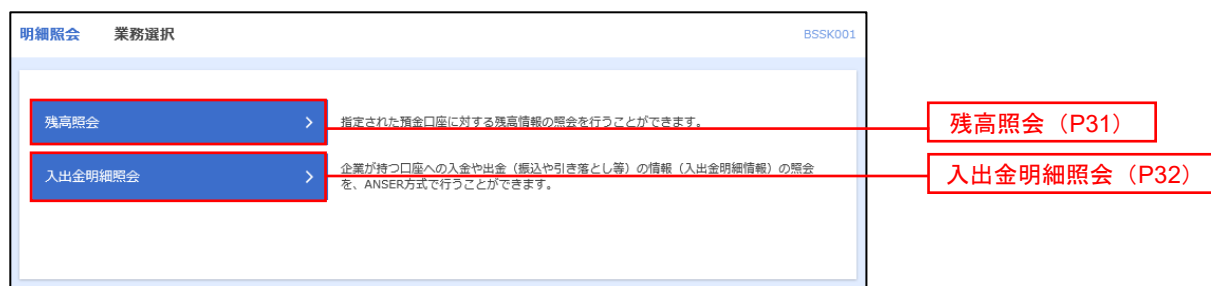 明細照会 業務選択 BSSK001
残高照会
指定された預金口座に対する残高情報の照会を行うことができます。
残高照会（P31）
入出金明細照会
企業が持つ口座への入金や出金（振込や引き落とし等）の情報（入出金明細情報）の照会
を、ANSER方式で行うことができます。
入出金明細照会（P32）